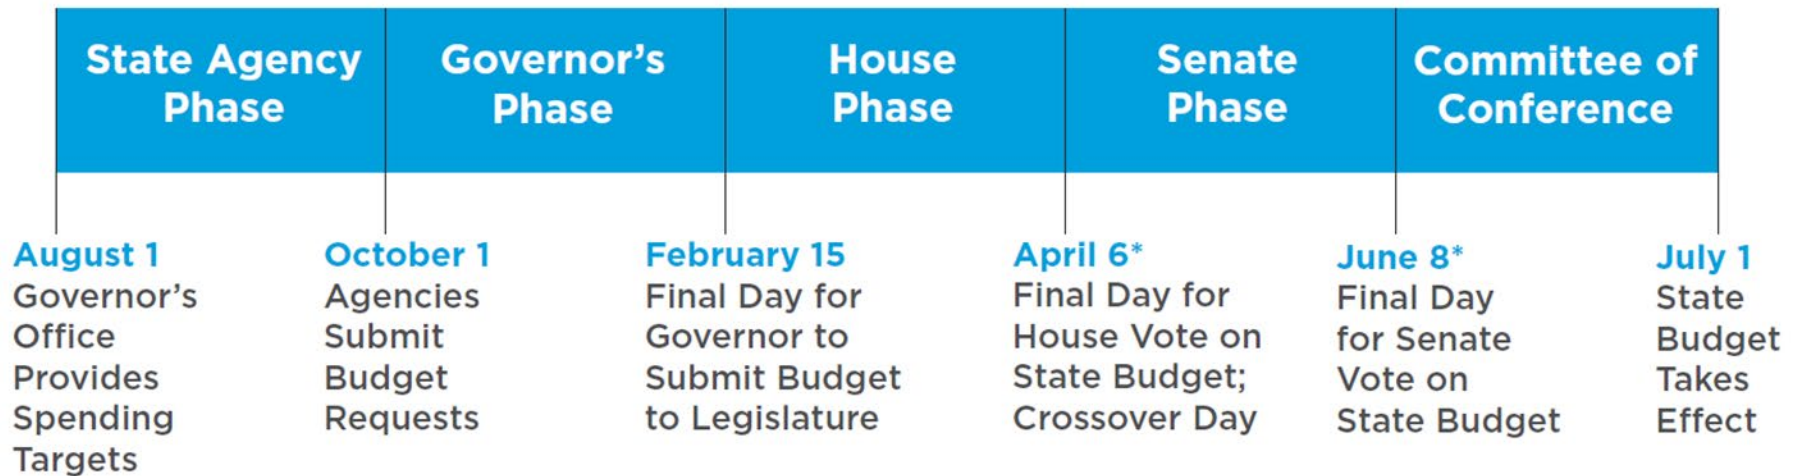 State Agency
Phase
Governor's
Phase
House
Phase
Senate
Phase
Committee of
Conference
August 1
Governor's
Office
Provides
Spending
Targets
October 1
Agencies
Submit
Budget
Requests
February 15
Final Day for
Governor to
Submit Budget
to Legislature
April 6*
Final Day for
House Vote on
State Budget;
Crossover Day
June 8*
Final Day
for Senate
Vote on
State Budget
July 1
State
Budget
Takes
Effect